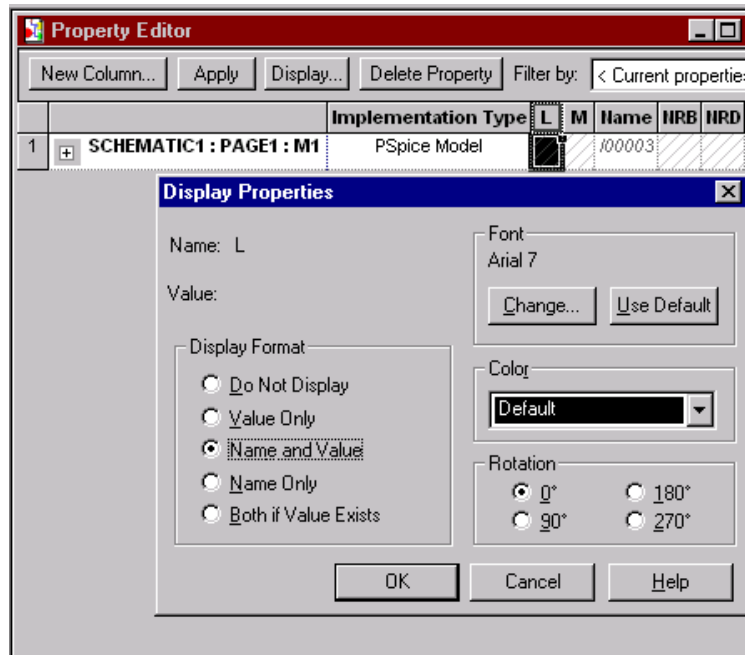 Property Editor
New Column... Apply Display... Delete Property Filter by: < Current propertie
Implementation Type L M Name NRB NRD
1 SCHEMATIC1 : PAGE1 : M1 PSpice Model I00003
Display Properties
Name: L
Value:
Font
Arial 7
Change... Use Default
Display Format
Do Not Display
Value Only
Name and Value
Name Only
Both if Value Exists
Color
Default
Rotation
0° 180°
90° 270°
OK Cancel Help